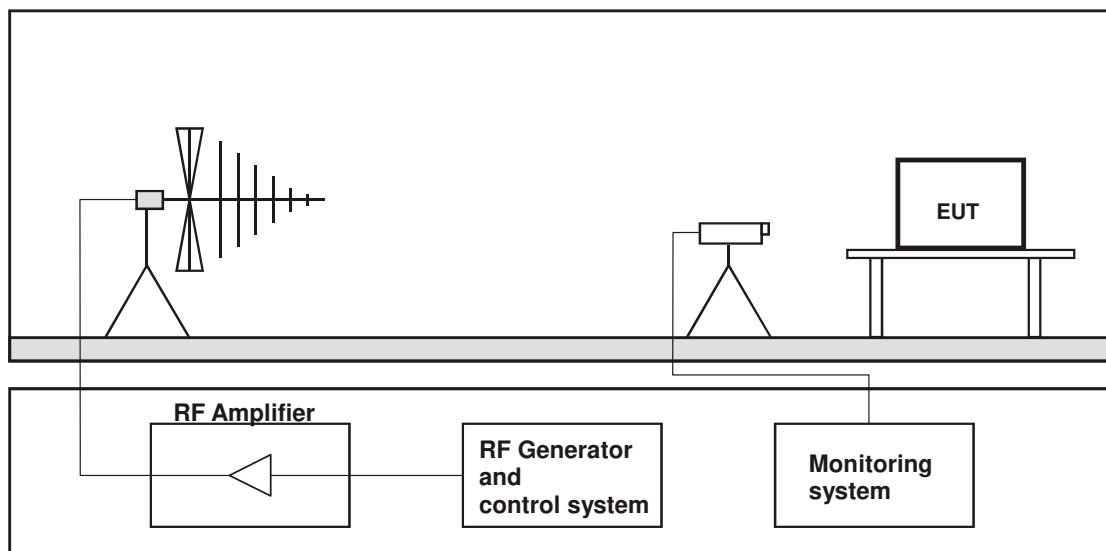 EUT
RF Amplifier
RF Generator
and
control system
Monitoring
system